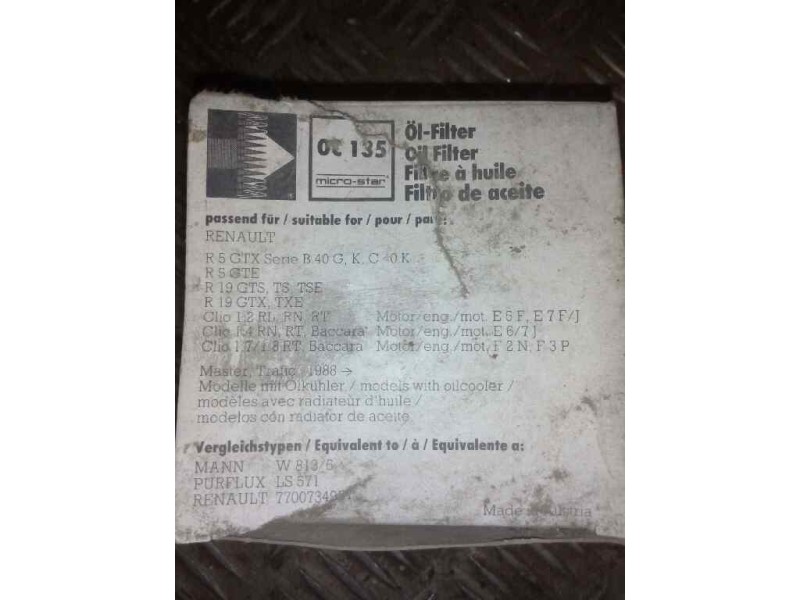 OC 135
micro-star
Öl-Filter
Oil Filter
Filtre à huile
Filtro de aceite
passend für / suitable for / pour / para:
RENAULT
R 5 GTX Serie B 40 G, K, C 40 K
R 5 GTE
R 19 GTS, TS, TSE
R 19 GTX, TXE
Clio 1.2 RL, RN, RT Motor/eng./mot. E 5 F, E 7 F/J
Clio 1.4 RN, RT, Baccara Motor/eng./mot. E 6/7 J
Clio 1.7/1.8 RT, Baccara Motor/eng./mot. F 2 N, F 3 P
Master, Trafic 1988 →
Modelle mit Ölkühler / models with oilcooler /
modèles avec radiateur d'huile /
modelos con radiator de aceite
Vergleichstypen / Equivalent to / à / Equivalente a:
MANN W 813/6
PURFLUX LS 571
RENAULT
Made in Austria